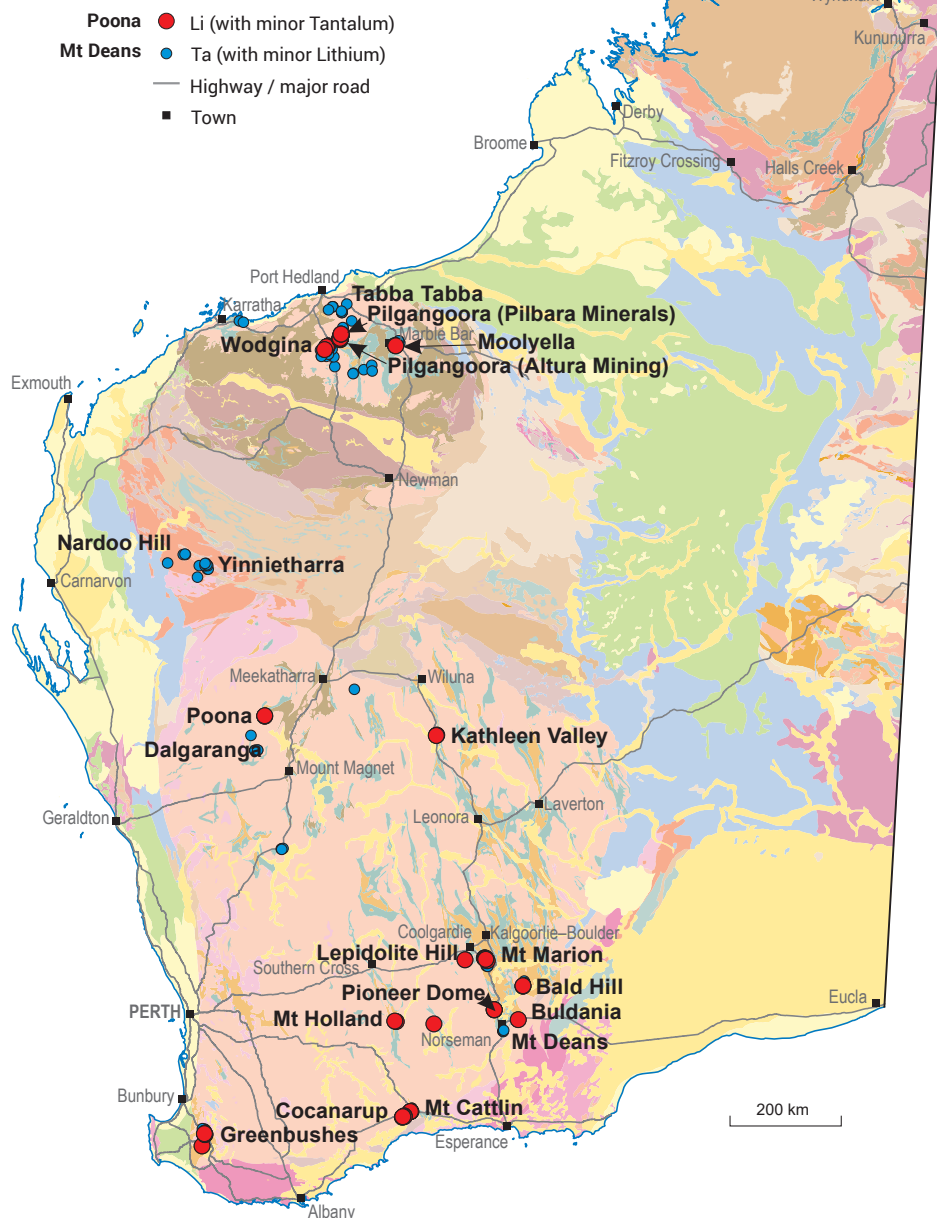 Poona Li (with minor Tantalum)
Mt Deans Ta (with minor Lithium)
Highway / major road
Town
Kununurra
Derby
Broome
Fitzroy Crossing
Halls Creek
Port Hedland
Karratha
Tabba Tabba
Pilgangoora (Pilbara Minerals)
Marble Bar
Wodgina
Moolyella
Pilgangoora (Altura Mining)
Exmouth
Newman
Nardoo Hill
Yinnietharra
Carnarvon
Meekatharra
Wiluna
Poona
Kathleen Valley
Dalgaranga
Mount Magnet
Laverton
Geraldton
Leonora
Coolgardie
Kalgoorlie–Boulder
Lepidolite Hill
Mt Marion
Southern Cross
Bald Hill
Pioneer Dome
Eucla
PERTH
Mt Holland
Buldania
Norseman
Mt Deans
Bunbury
Cocanarup
Mt Cattlin
200 km
Greenbushes
Esperance
Albany